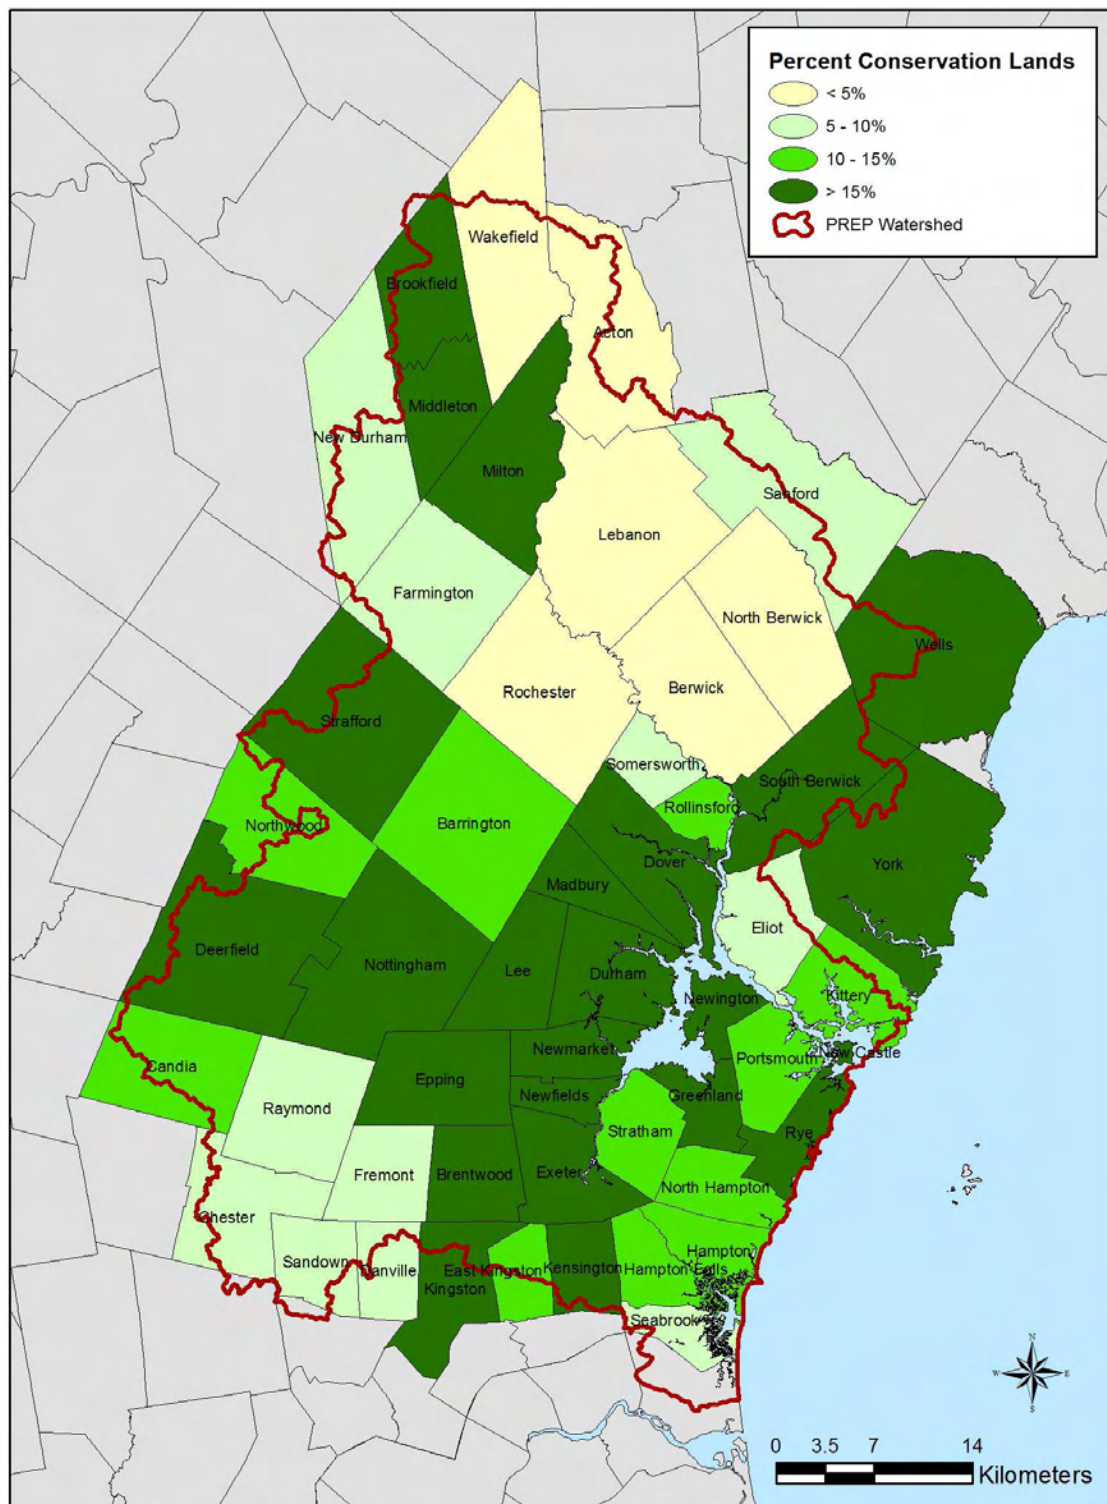 Percent Conservation Lands
< 5%
5 - 10%
10 - 15%
> 15%
PREP Watershed
Wakefield
Brookfield
Acton
Middleton
New Durham
Milton
Sanford
Lebanon
Farmington
North Berwick
Wells
Rochester
Berwick
Strafford
Somersworth
South Berwick
Rollinsford
Northwood
Barrington
Dover
York
Madbury
Eliot
Deerfield
Nottingham
Lee
Durham
Newington
Kittery
Newmarket
New Castle
Portsmouth
Candia
Epping
Newfields
Greenland
Raymond
Stratham
Rye
Fremont
Brentwood
Exeter
North Hampton
Chester
Hampton
Sandown
Danville
East Kingston
Kensington
Hampton Falls
Kingston
Seabrook
N
W
E
S
0 3.5 7 14
Kilometers